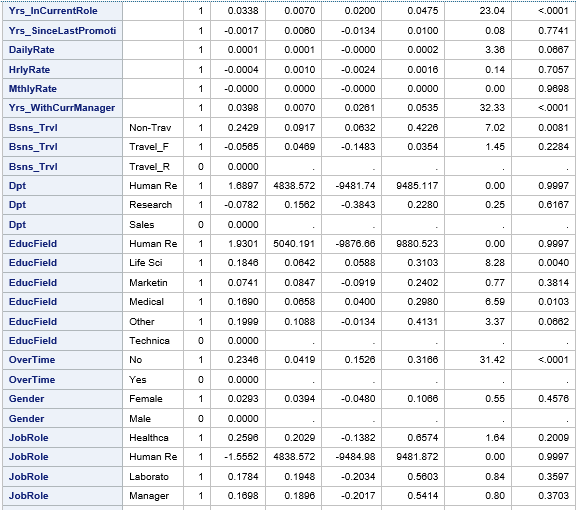 Yrs_InCurrentRole 1 0.0338 0.0070 0.0200 0.0475 23.04 <.0001
Yrs_SinceLastPromoti 1 -0.0017 0.0060 -0.0134 0.0100 0.08 0.7741
DailyRate 1 0.0001 0.0001 -0.0000 0.0002 3.36 0.0667
HrlyRate 1 -0.0004 0.0010 -0.0024 0.0016 0.14 0.7057
MthlyRate 1 -0.0000 0.0000 -0.0000 0.0000 0.00 0.9698
Yrs_WithCurrManager 1 0.0398 0.0070 0.0261 0.0535 32.33 <.0001
Bsns_Trvl Non-Trav 1 0.2429 0.0917 0.0632 0.4226 7.02 0.0081
Bsns_Trvl Travel_F 1 -0.0565 0.0469 -0.1483 0.0354 1.45 0.2284
Bsns_Trvl Travel_R 0 0.0000 . . . . .
Dpt Human Re 1 1.6897 4838.572 -9481.74 9485.117 0.00 0.9997
Dpt Research 1 -0.0782 0.1562 -0.3843 0.2280 0.25 0.6167
Dpt Sales 0 0.0000 . . . . .
EducField Human Re 1 1.9301 5040.191 -9876.66 9880.523 0.00 0.9997
EducField Life Sci 1 0.1846 0.0642 0.0588 0.3103 8.28 0.0040
EducField Marketin 1 0.0741 0.0847 -0.0919 0.2402 0.77 0.3814
EducField Medical 1 0.1690 0.0658 0.0400 0.2980 6.59 0.0103
EducField Other 1 0.1999 0.1088 -0.0134 0.4131 3.37 0.0662
EducField Technica 0 0.0000 . . . . .
OverTime No 1 0.2346 0.0419 0.1526 0.3166 31.42 <.0001
OverTime Yes 0 0.0000 . . . . .
Gender Female 1 0.0293 0.0394 -0.0480 0.1066 0.55 0.4576
Gender Male 0 0.0000 . . . . .
JobRole Healthca 1 0.2596 0.2029 -0.1382 0.6574 1.64 0.2009
JobRole Human Re 1 -1.5552 4838.572 -9484.98 9481.872 0.00 0.9997
JobRole Laborato 1 0.1784 0.1948 -0.2034 0.5603 0.84 0.3597
JobRole Manager 1 0.1698 0.1896 -0.2017 0.5414 0.80 0.3703